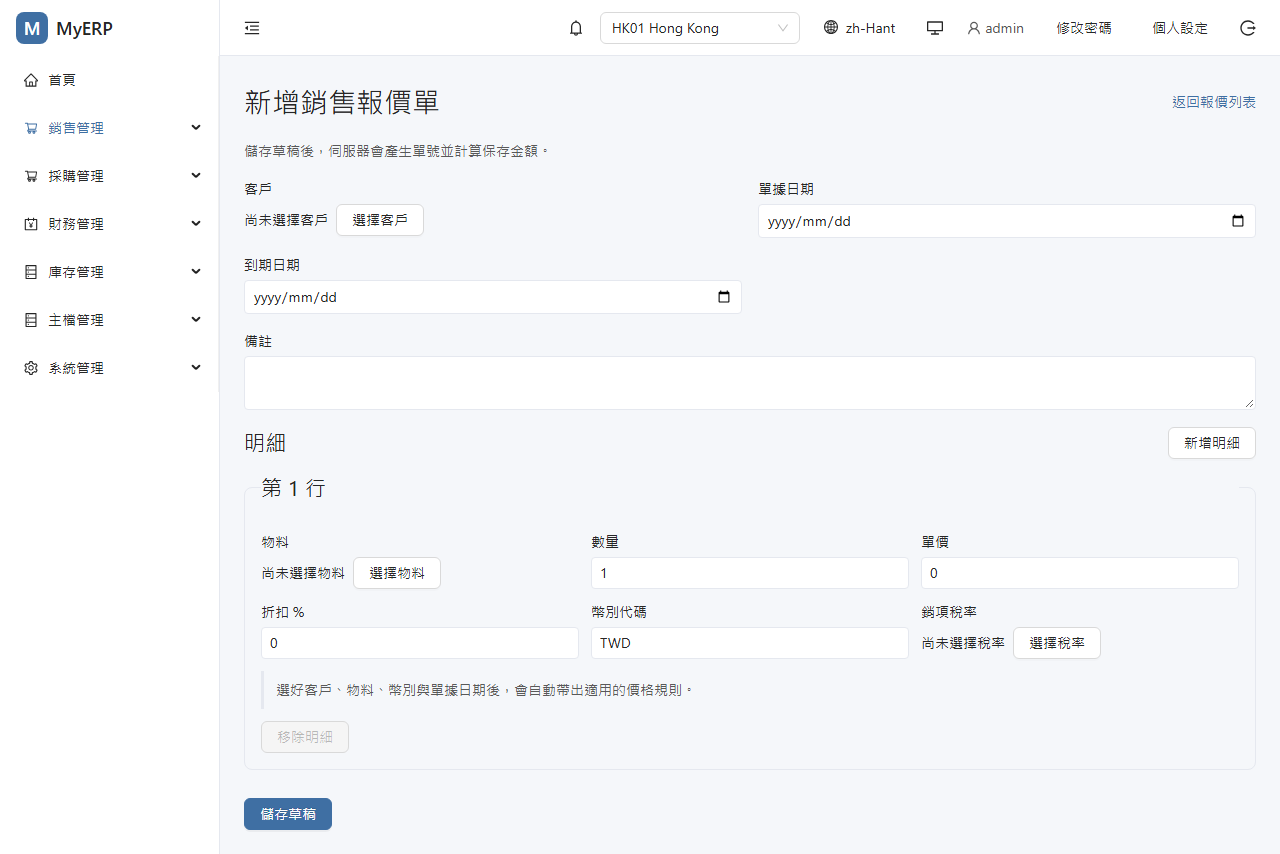 M MyERP
HK01 Hong Kong
zh-Hant
admin
修改密碼
個人設定
首頁
銷售管理
採購管理
財務管理
庫存管理
主檔管理
系統管理
新增銷售報價單
返回報價列表
儲存草稿後，伺服器會產生單號並計算保存金額。
客戶
單據日期
尚未選擇客戶 選擇客戶
yyyy/mm/dd
到期日期
yyyy/mm/dd
備註
明細
新增明細
第 1 行
物料
數量
單價
尚未選擇物料 選擇物料
1
0
折扣 %
幣別代碼
銷項稅率
0
TWD
尚未選擇稅率 選擇稅率
選好客戶、物料、幣別與單據日期後，會自動帶出適用的價格規則。
移除明細
儲存草稿